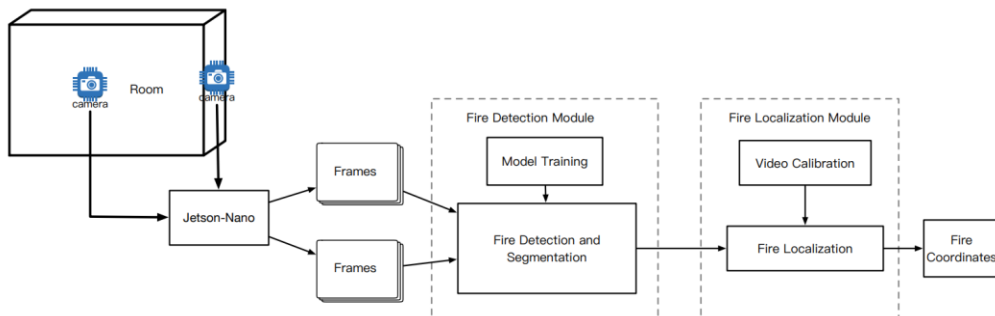 camera
Room
camera
Jetson-Nano
Frames
Frames
Fire Detection Module
Model Training
Fire Detection and
Segmentation
Fire Localization Module
Video Calibration
Fire Localization
Fire
Coordinates